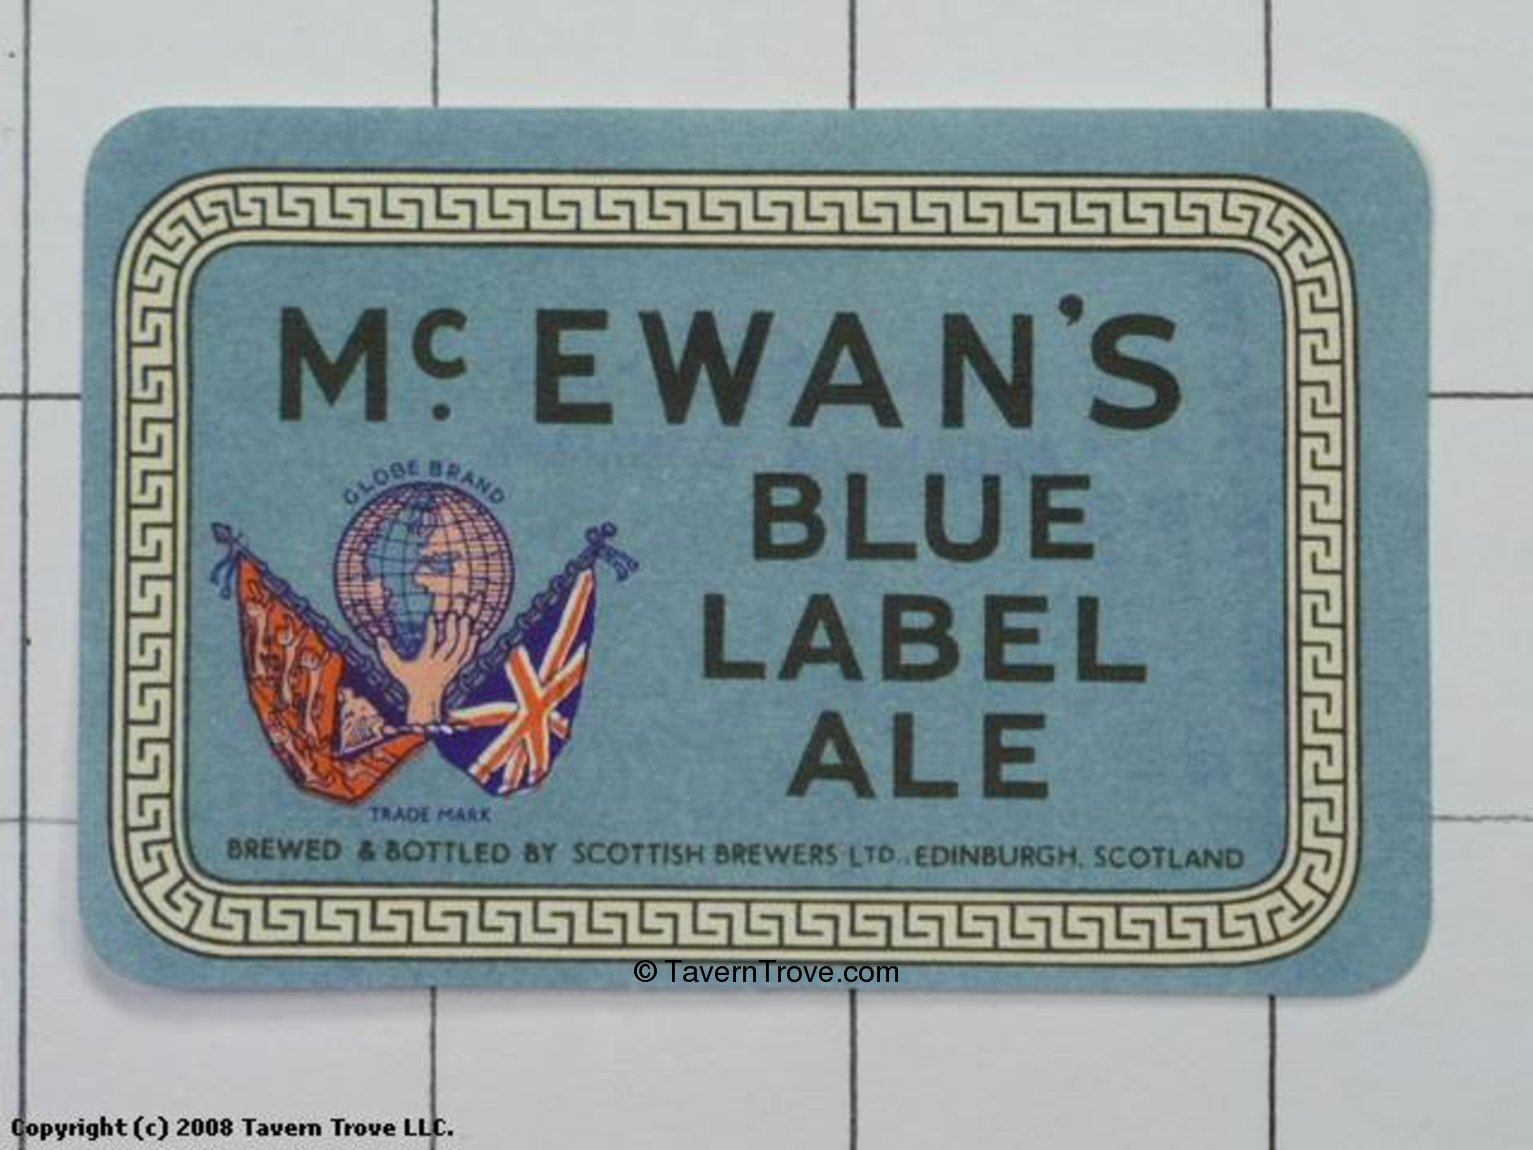 Mc. EWAN'S
GLOBE BRAND
BLUE
LABEL
ALE
TRADE MARK
BREWED & BOTTLED BY SCOTTISH BREWERS LTD., EDINBURGH, SCOTLAND
© TavernTrove.com
Copyright (c) 2008 Tavern Trove LLC.